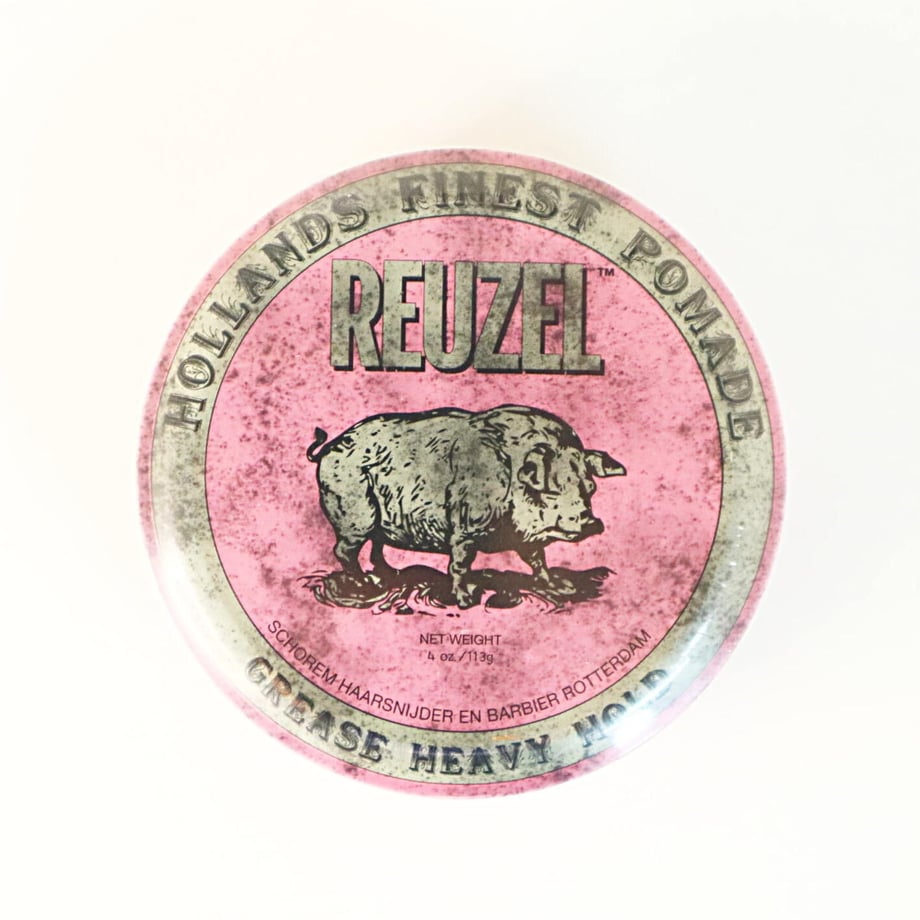 HOLLANDS FINEST POMADE
REUZEL™
NET WEIGHT
4 oz./113g
SCHOREM HAARSNIJDER EN BARBIER ROTTERDAM
GREASE HEAVY HOLD